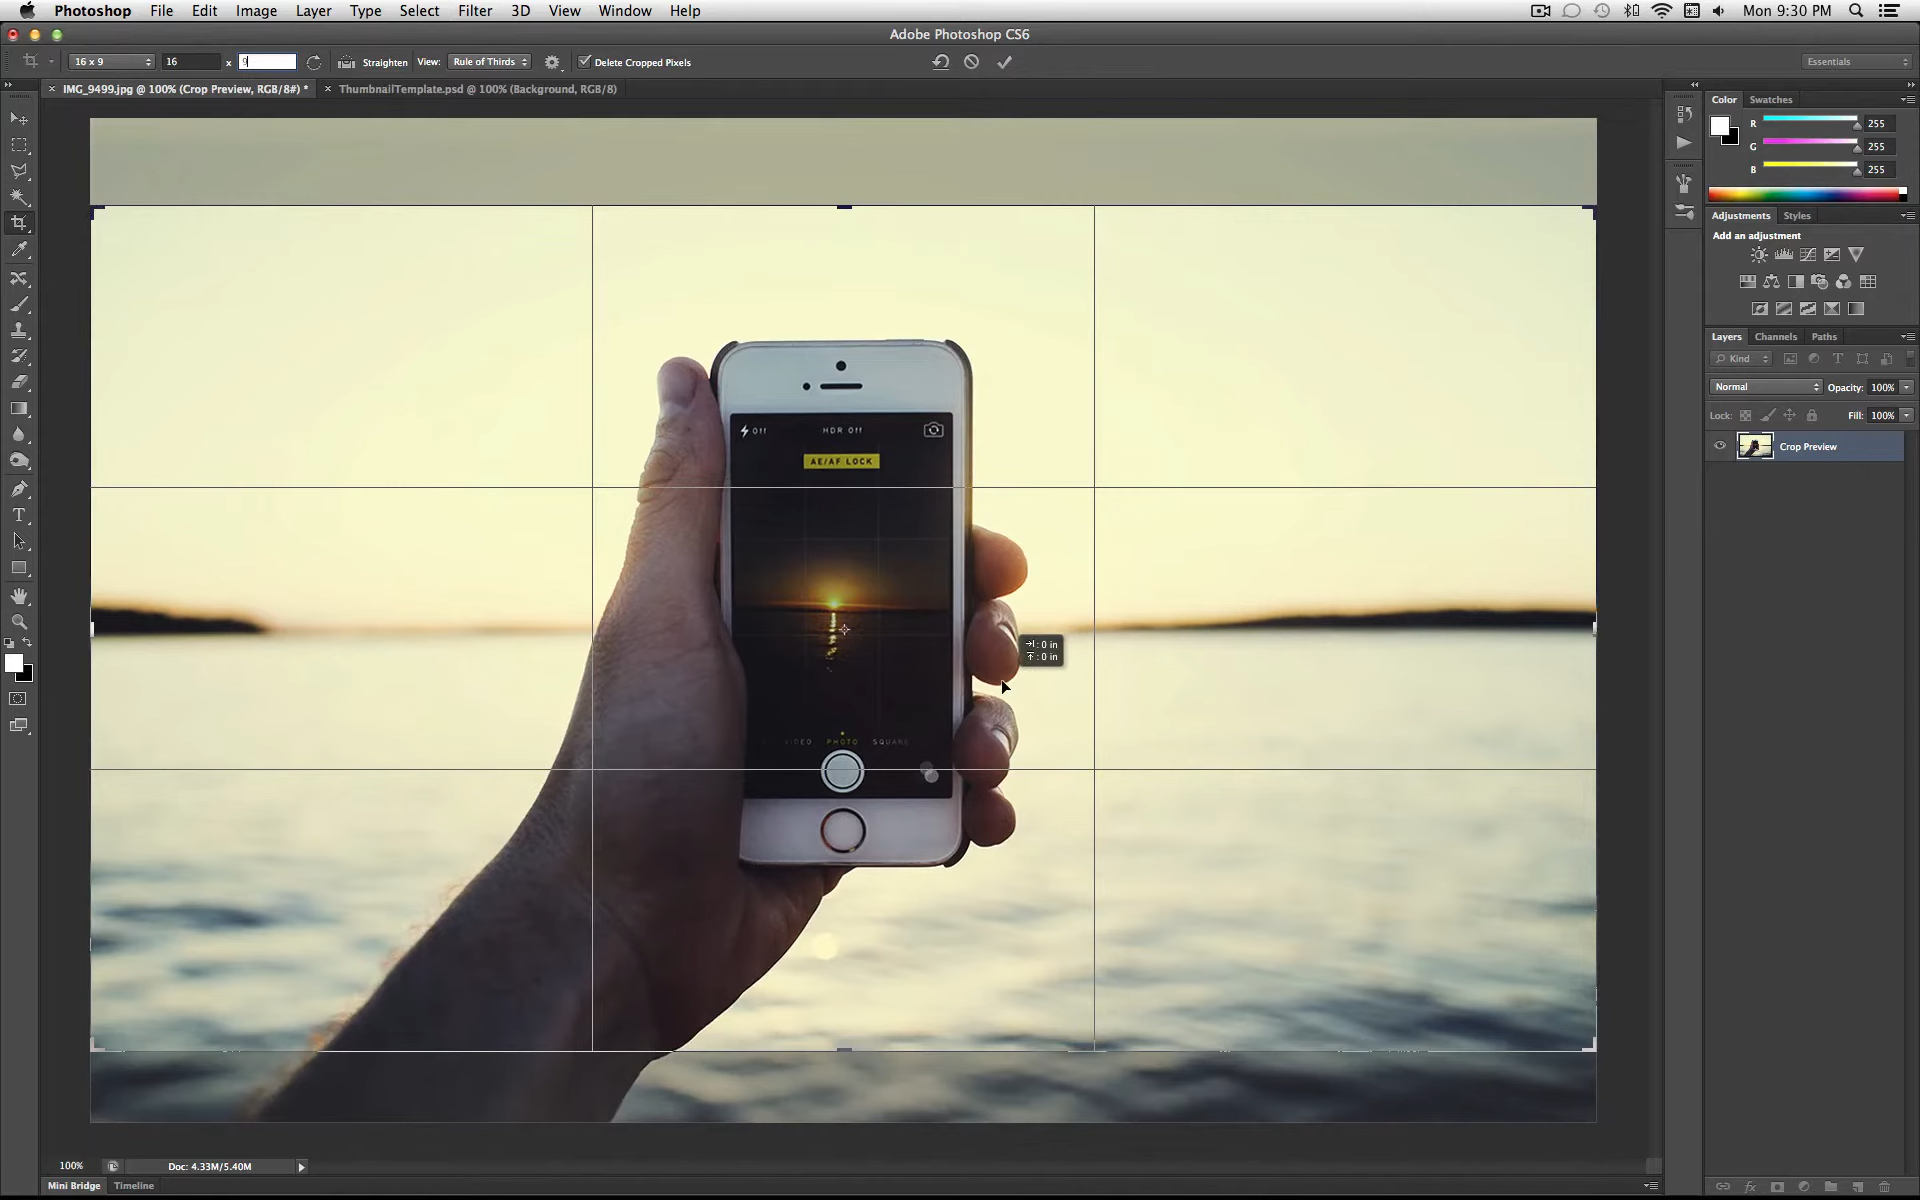 Photoshop File Edit Image Layer Type Select Filter 3D View Window Help Mon 9:30 PM
Adobe Photoshop CS6
16 x 9 16 x 9 Straighten View: Rule of Thirds Delete Cropped Pixels Essentials
IMG_9499.jpg @ 100% (Crop Preview, RGB/8#) * ThumbnailTemplate.psd @ 100% (Background, RGB/8)
Color Swatches
R 255
G 255
B 255
Adjustments Styles
Add an adjustment
Layers Channels Paths
Kind
Normal Opacity: 100%
Lock: Fill: 100%
Crop Preview
Off HDR Off
AE/AF LOCK
: 0 in
: 0 in
VIDEO PHOTO SQUARE
100% Doc: 4.33M/5.40M
Mini Bridge Timeline